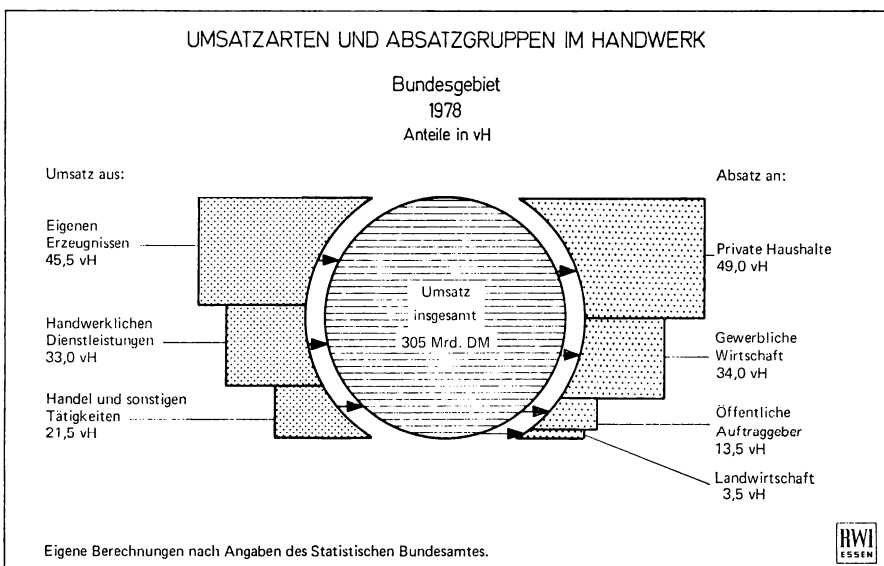 UMSATZARTEN UND ABSATZGRUPPEN IM HANDWERK
Bundesgebiet
1978
Anteile in vH
Umsatz aus:
Eigenen
Erzeugnissen
45,5 vH
Handwerklichen
Dienstleistungen
33,0 vH
Handel und sonstigen
Tätigkeiten
21,5 vH
Umsatz
insgesamt
305 Mrd. DM
Absatz an:
Private Haushalte
49,0 vH
Gewerbliche
Wirtschaft
34,0 vH
Öffentliche
Auftraggeber
13,5 vH
Landwirtschaft
3,5 vH
Eigene Berechnungen nach Angaben des Statistischen Bundesamtes.
RWI
ESSEN